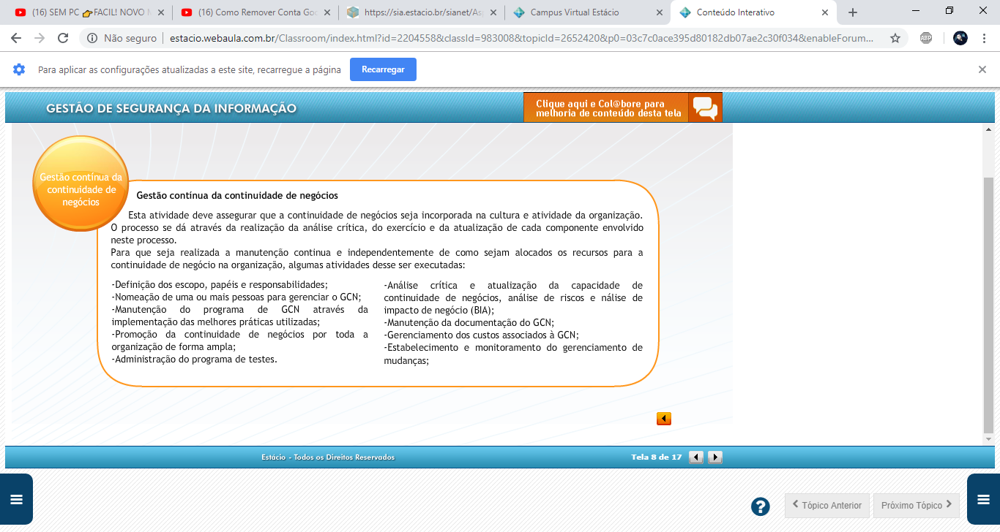 (16) SEM PC 👉FACIL! NOVO
(16) Como Remover Conta Goo
https://sia.estacio.br/sianet/As
Campus Virtual Estácio
Conteúdo Interativo
Não seguro
estacio.webaula.com.br/Classroom/index.html?id=2204558&classId=983008&topicId=2652420&p0=03c7c0ace395d80182db07ae2c30f034&enableForum...
ABP
Para aplicar as configurações atualizadas a este site, recarregue a página
Recarregar
GESTÃO DE SEGURANÇA DA INFORMAÇÃO
Clique aqui e Col@bore para
melhoria de conteúdo desta tela
Gestão contínua da
continuidade de
negócios
Gestão contínua da continuidade de negócios
Esta atividade deve assegurar que a continuidade de negócios seja incorporada na cultura e atividade da organização.
O processo se dá através da realização da análise crítica, do exercício e da atualização de cada componente envolvido
neste processo.
Para que seja realizada a manutenção continua e independentemente de como sejam alocados os recursos para a
continuidade de negócio na organização, algumas atividades desse ser executadas:
-Definição dos escopo, papéis e responsabilidades;
-Nomeação de uma ou mais pessoas para gerenciar o GCN;
-Manutenção do programa de GCN através da
implementação das melhores práticas utilizadas;
-Promoção da continuidade de negócios por toda a
organização de forma ampla;
-Administração do programa de testes.
-Análise crítica e atualização da capacidade de
continuidade de negócios, análise de riscos e nálise de
impacto de negócio (BIA);
-Manutenção da documentação do GCN;
-Gerenciamento dos custos associados à GCN;
-Estabelecimento e monitoramento do gerenciamento de
mudanças;
Estácio - Todos os Direitos Reservados
Tela 8 de 17
?
Tópico Anterior
Próximo Tópico